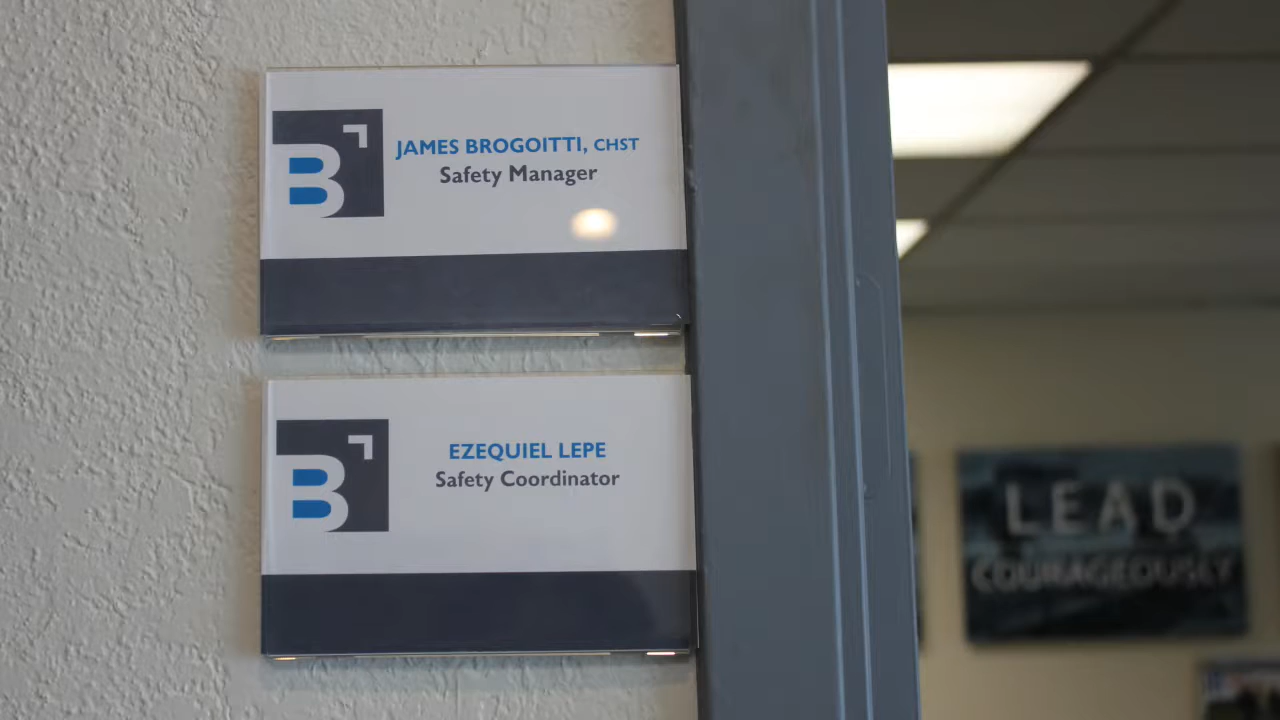 B
JAMES BROGOITTI, CHST
Safety Manager
B
EZEQUIEL LEPE
Safety Coordinator
LEAD
COURAGEOUSLY